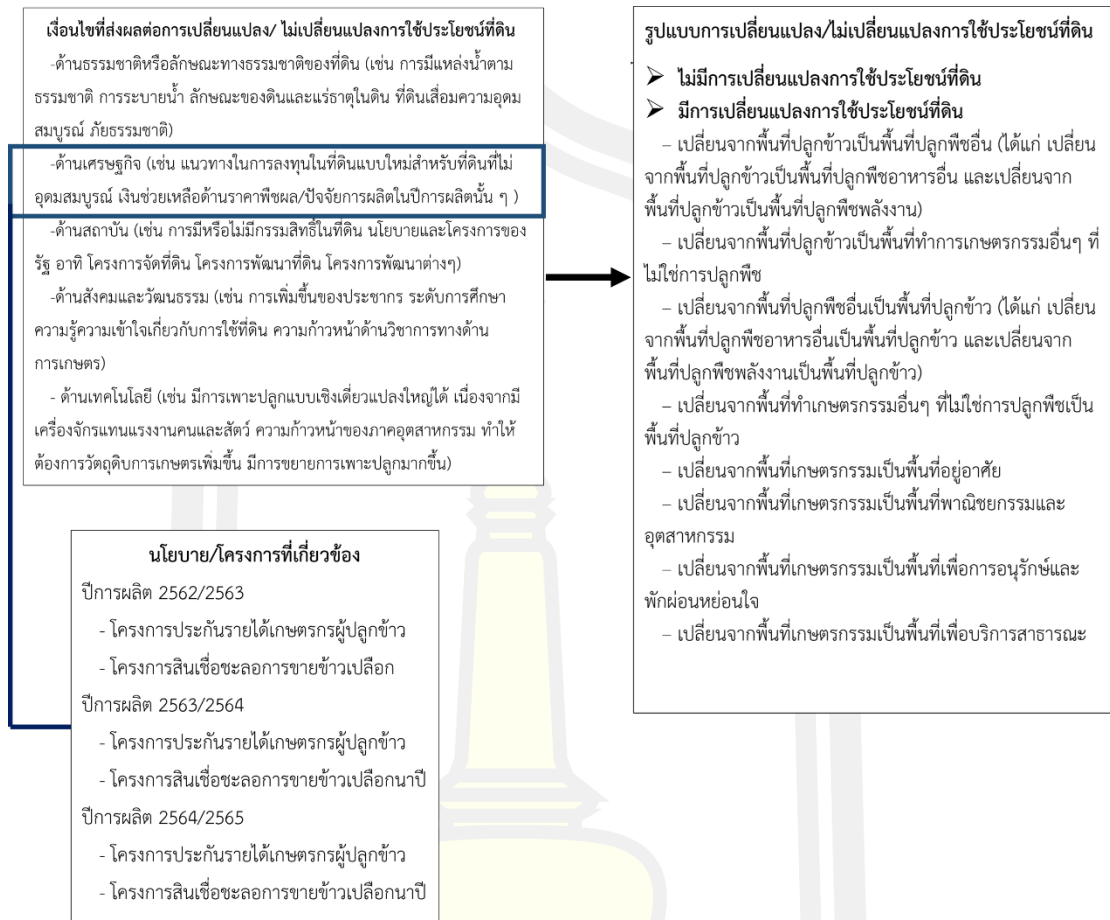 เงื่อนไขที่ส่งผลต่อการเปลี่ยนแปลง/ ไม่เปลี่ยนแปลงการใช้ประโยชน์ที่ดิน
-ด้านธรรมชาติหรือลักษณะทางธรรมชาติของที่ดิน (เช่น การมีแหล่งน้ำตาม
ธรรมชาติ การระบายน้ำ ลักษณะของดินและแร่ธาตุในดิน ที่ดินเสื่อมความอุดม
สมบูรณ์ ภัยธรรมชาติ)
-ด้านเศรษฐกิจ (เช่น แนวทางในการลงทุนในที่ดินแบบใหม่สำหรับที่ดินที่ไม่
อุดมสมบูรณ์ เงินช่วยเหลือด้านราคาพืชผล/ปัจจัยการผลิตในปีการผลิตนั้น ๆ )
-ด้านสถาบัน (เช่น การมีหรือไม่มีกรรมสิทธิ์ในที่ดิน นโยบายและโครงการของ
รัฐ อาทิ โครงการจัดที่ดิน โครงการพัฒนาที่ดิน โครงการพัฒนาต่างๆ)
-ด้านสังคมและวัฒนธรรม (เช่น การเพิ่มขึ้นของประชากร ระดับการศึกษา
ความรู้ความเข้าใจเกี่ยวกับการใช้ที่ดิน ความก้าวหน้าด้านวิชาการทางด้าน
การเกษตร)
- ด้านเทคโนโลยี (เช่น มีการเพาะปลูกแบบเชิงเดี่ยวแปลงใหญ่ได้ เนื่องจากมี
เครื่องจักรแทนแรงงานคนและสัตว์ ความก้าวหน้าของภาคอุตสาหกรรม ทำให้
ต้องการวัตถุดิบการเกษตรเพิ่มขึ้น มีการขยายการเพาะปลูกมากขึ้น)
นโยบาย/โครงการที่เกี่ยวข้อง
ปีการผลิต 2562/2563
- โครงการประกันรายได้เกษตรกรผู้ปลูกข้าว
- โครงการสินเชื่อชะลอการขายข้าวเปลือก
ปีการผลิต 2563/2564
- โครงการประกันรายได้เกษตรกรผู้ปลูกข้าว
- โครงการสินเชื่อชะลอการขายข้าวเปลือกนาปี
ปีการผลิต 2564/2565
- โครงการประกันรายได้เกษตรกรผู้ปลูกข้าว
- โครงการสินเชื่อชะลอการขายข้าวเปลือกนาปี
รูปแบบการเปลี่ยนแปลง/ไม่เปลี่ยนแปลงการใช้ประโยชน์ที่ดิน
➢ ไม่มีการเปลี่ยนแปลงการใช้ประโยชน์ที่ดิน
➢ มีการเปลี่ยนแปลงการใช้ประโยชน์ที่ดิน
– เปลี่ยนจากพื้นที่ปลูกข้าวเป็นพื้นที่ปลูกพืชอื่น (ได้แก่ เปลี่ยน
จากพื้นที่ปลูกข้าวเป็นพื้นที่ปลูกพืชอาหารอื่น และเปลี่ยนจาก
พื้นที่ปลูกข้าวเป็นพื้นที่ปลูกพืชพลังงาน)
– เปลี่ยนจากพื้นที่ปลูกข้าวเป็นพื้นที่ทำการเกษตรกรรมอื่นๆ ที่
ไม่ใช่การปลูกพืช
– เปลี่ยนจากพื้นที่ปลูกพืชอื่นเป็นพื้นที่ปลูกข้าว (ได้แก่ เปลี่ยน
จากพื้นที่ปลูกพืชอาหารอื่นเป็นพื้นที่ปลูกข้าว และเปลี่ยนจาก
พื้นที่ปลูกพืชพลังงานเป็นพื้นที่ปลูกข้าว)
– เปลี่ยนจากพื้นที่ทำเกษตรกรรมอื่นๆ ที่ไม่ใช่การปลูกพืชเป็น
พื้นที่ปลูกข้าว
– เปลี่ยนจากพื้นที่เกษตรกรรมเป็นพื้นที่อยู่อาศัย
– เปลี่ยนจากพื้นที่เกษตรกรรมเป็นพื้นที่พาณิชยกรรมและ
อุตสาหกรรม
– เปลี่ยนจากพื้นที่เกษตรกรรมเป็นพื้นที่เพื่อการอนุรักษ์และ
พักผ่อนหย่อนใจ
– เปลี่ยนจากพื้นที่เกษตรกรรมเป็นพื้นที่เพื่อบริการสาธารณะ